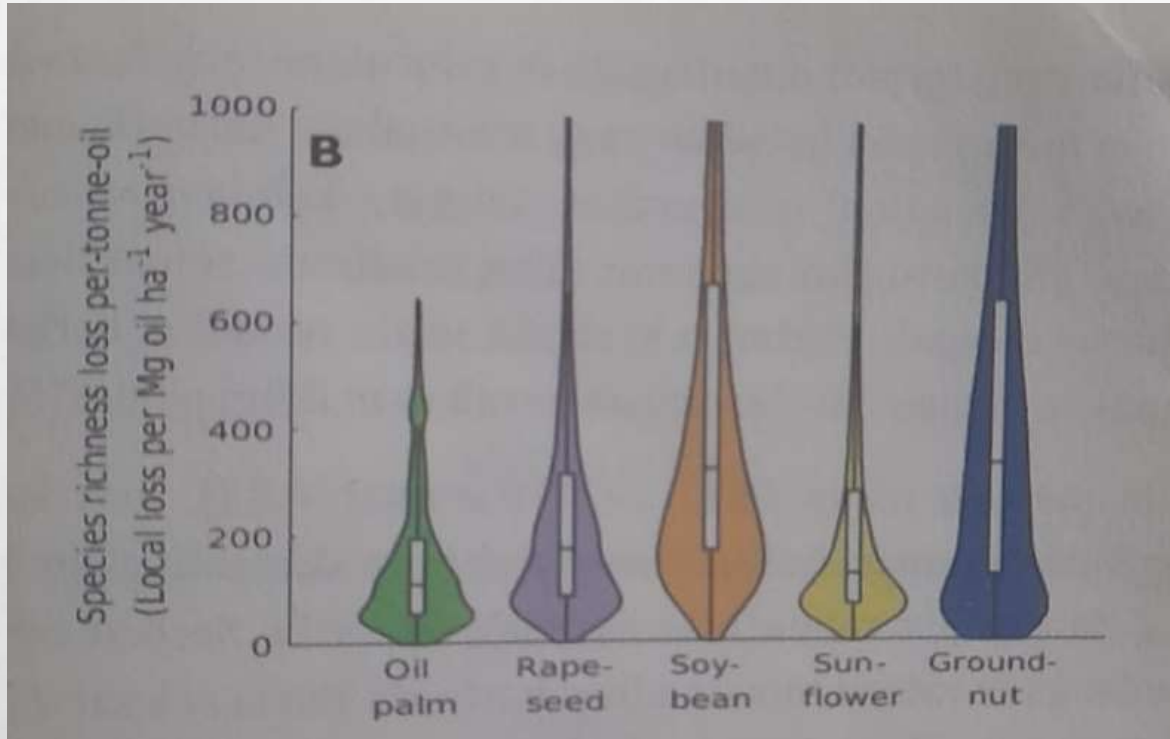 Species richness loss per-tonne-oil
(Local loss per Mg oil ha⁻¹ year⁻¹)
1000
800
600
400
200
0
B
Oil
palm
Rape-
seed
Soy-
bean
Sun-
flower
Ground-
nut